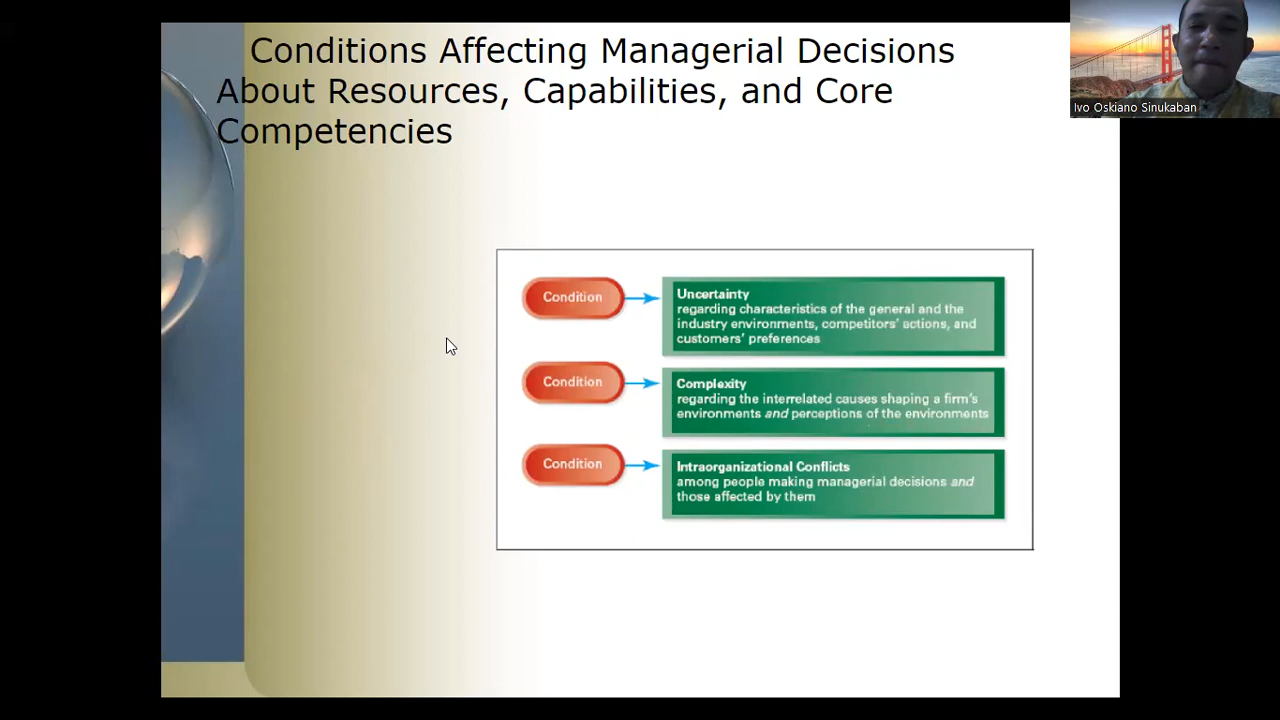 Conditions Affecting Managerial Decisions
About Resources, Capabilities, and Core
Competencies
Ivo Oskiano Sinukaban
Condition
Uncertainty
regarding characteristics of the general and the
industry environments, competitors' actions, and
customers' preferences
Condition
Complexity
regarding the interrelated causes shaping a firm's
environments and perceptions of the environments
Condition
Intraorganizational Conflicts
among people making managerial decisions and
those affected by them